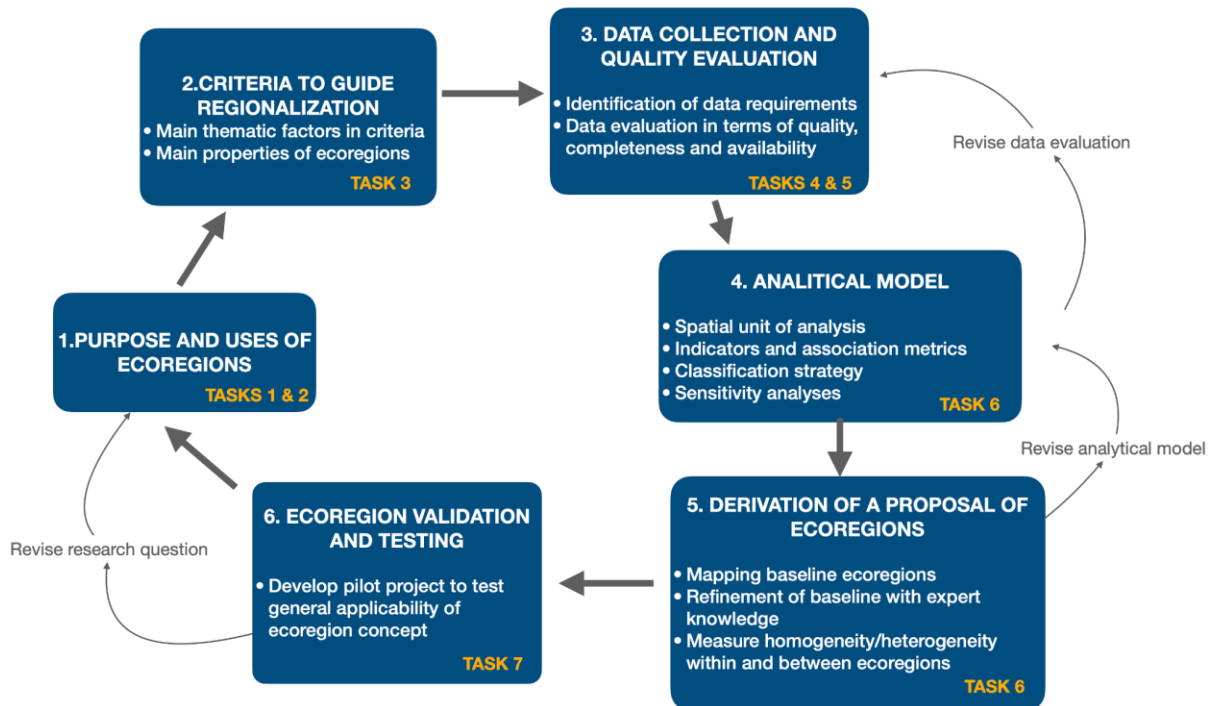 1.PURPOSE AND USES OF
ECOREGIONS
TASKS 1 & 2
2.CRITERIA TO GUIDE
REGIONALIZATION
• Main thematic factors in criteria
• Main properties of ecoregions
TASK 3
3. DATA COLLECTION AND
QUALITY EVALUATION
• Identification of data requirements
• Data evaluation in terms of quality,
completeness and availability
TASKS 4 & 5
Revise data evaluation
4. ANALITICAL MODEL
• Spatial unit of analysis
• Indicators and association metrics
• Classification strategy
• Sensitivity analyses
TASK 6
Revise analytical model
5. DERIVATION OF A PROPOSAL OF
ECOREGIONS
• Mapping baseline ecoregions
• Refinement of baseline with expert
knowledge
• Measure homogeneity/heterogeneity
within and between ecoregions
TASK 6
6. ECOREGION VALIDATION
AND TESTING
• Develop pilot project to test
general applicability of
ecoregion concept
TASK 7
Revise research question